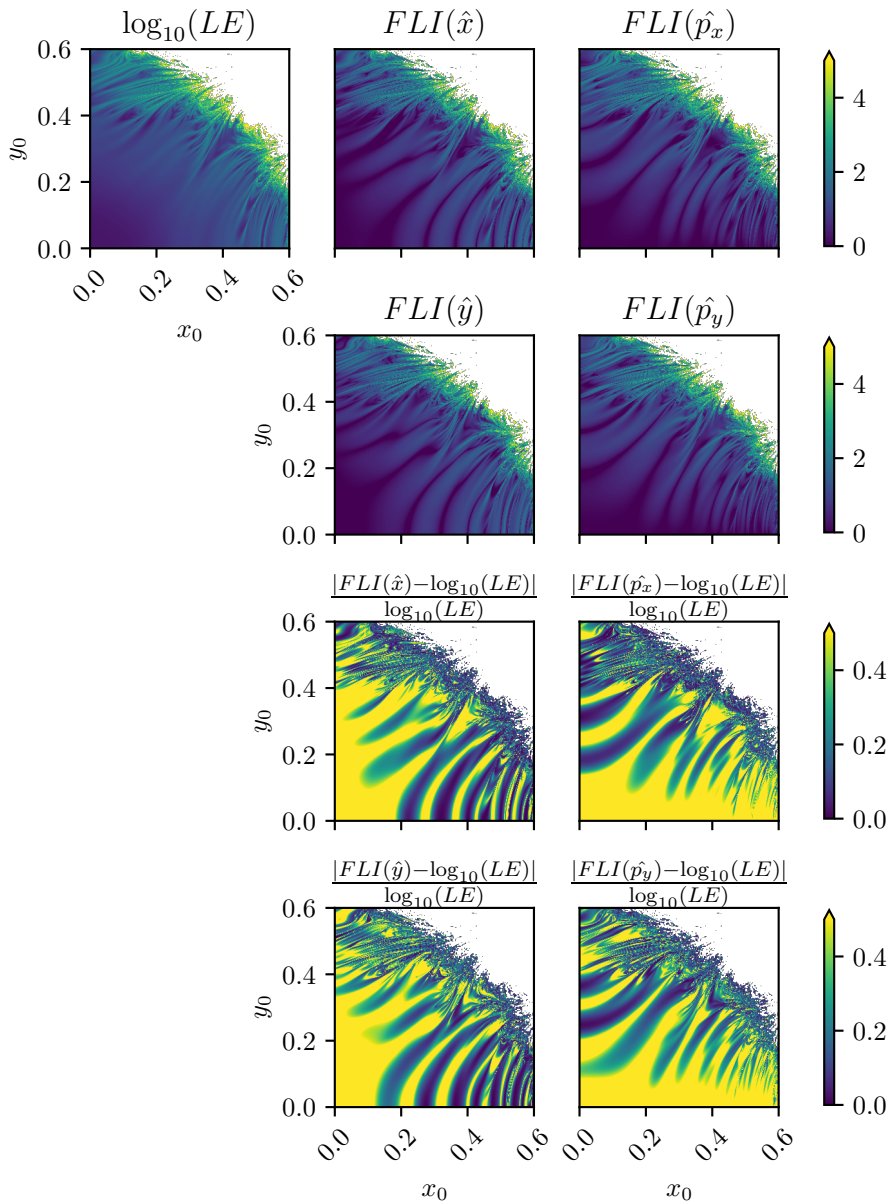 log₁₀(LE) FLI(x̂) FLI(p̂ₓ)
0.6
0.4
0.2
0.0
y₀
0.0 0.2 0.4 0.6
x₀
4
2
0
FLI(ŷ) FLI(p̂_y)
0.6
0.4
0.2
0.0
y₀
4
2
0
|FLI(x̂)−log₁₀(LE)| |FLI(p̂ₓ)−log₁₀(LE)|
log₁₀(LE) log₁₀(LE)
0.6
0.4
0.2
0.0
y₀
0.4
0.2
0.0
|FLI(ŷ)−log₁₀(LE)| |FLI(p̂_y)−log₁₀(LE)|
log₁₀(LE) log₁₀(LE)
0.6
0.4
0.2
0.0
y₀
0.4
0.2
0.0
0.0 0.2 0.4 0.6 0.0 0.2 0.4 0.6
x₀ x₀